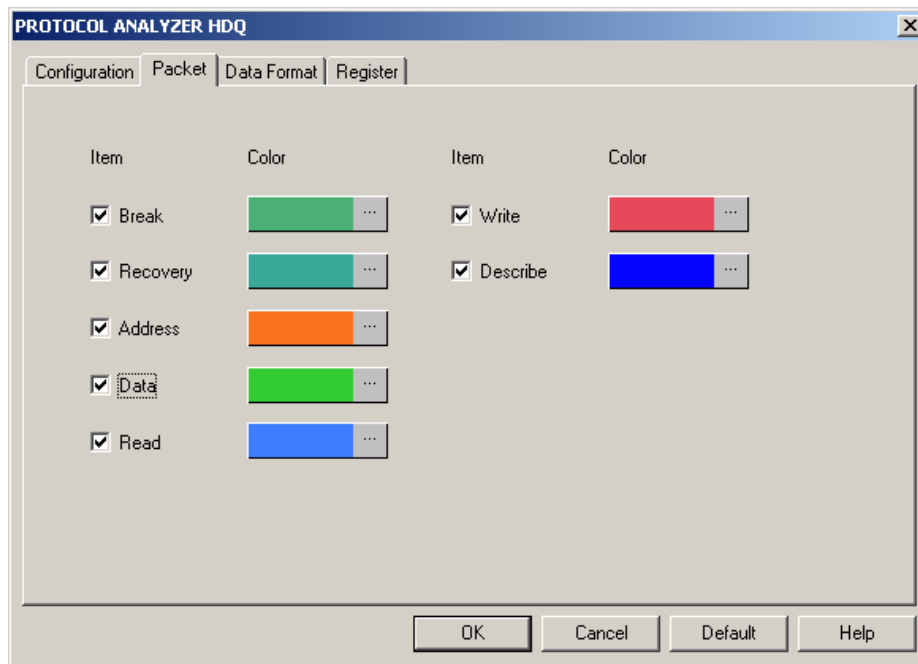 PROTOCOL ANALYZER HDQ
Configuration Packet Data Format Register
Item Color Item Color
Break ... Write ...
Recovery ... Describe ...
Address ...
Data ...
Read ...
OK Cancel Default Help